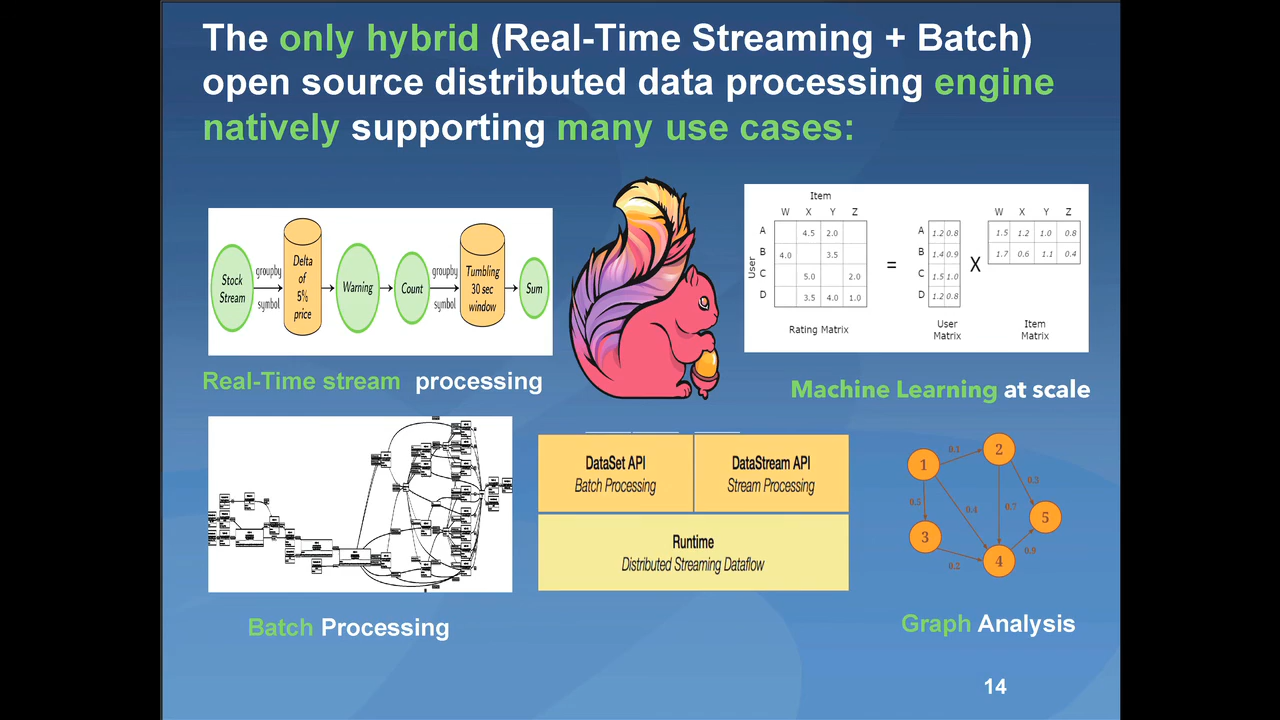 The only hybrid (Real-Time Streaming + Batch)
open source distributed data processing engine
natively supporting many use cases:
Stock
Stream
groupby
symbol
Delta
of
5%
price
Warning
Count
groupby
symbol
Tumbling
30 sec
window
Sum
Real-Time stream processing
Item
W X Y Z
User
A 4.5 2.0
B 4.0 3.5
C 5.0 2.0
D 3.5 4.0 1.0
Rating Matrix
=
A 1.2 0.8
B 1.4 0.9
C 1.5 1.0
D 1.2 0.8
User
Matrix
X
W X Y Z
1.5 1.2 1.0 0.8
1.7 0.6 1.1 0.4
Item
Matrix
Machine Learning at scale
Batch Processing
DataSet API
Batch Processing
DataStream API
Stream Processing
Runtime
Distributed Streaming Dataflow
1
0.1
2
0.5
0.4
0.7
0.3
3
5
0.2
4
0.9
Graph Analysis
14